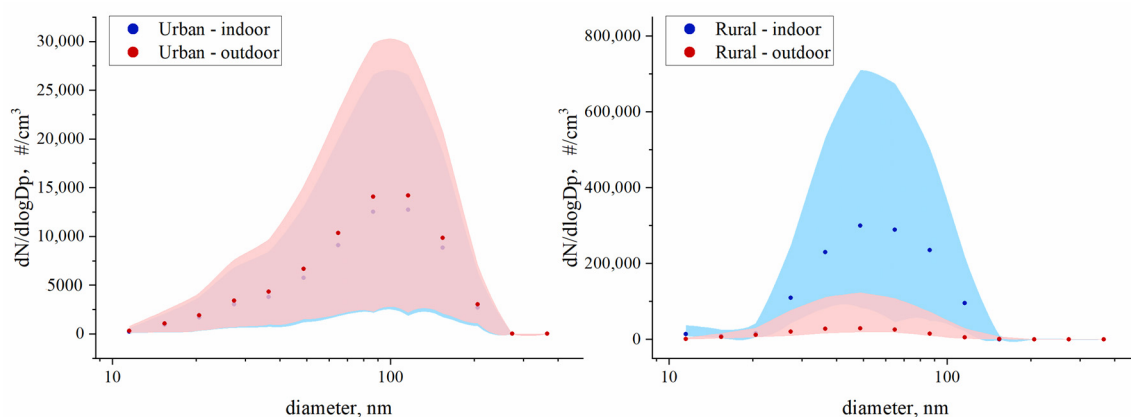 Urban - indoor
Urban - outdoor
30,000
25,000
20,000
15,000
10,000
5000
0
dN/dlogDp, #/cm³
10
100
diameter, nm
Rural - indoor
Rural - outdoor
800,000
600,000
400,000
200,000
0
dN/dlogDp, #/cm³
10
100
diameter, nm